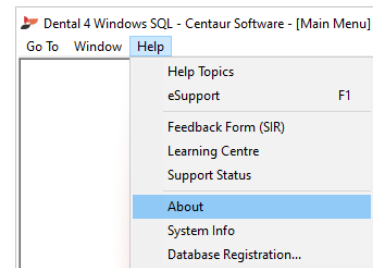 Dental 4 Windows SQL - Centaur Software - [Main Menu]
Go To Window Help
Help Topics
eSupport F1
Feedback Form (SIR)
Learning Centre
Support Status
About
System Info
Database Registration...